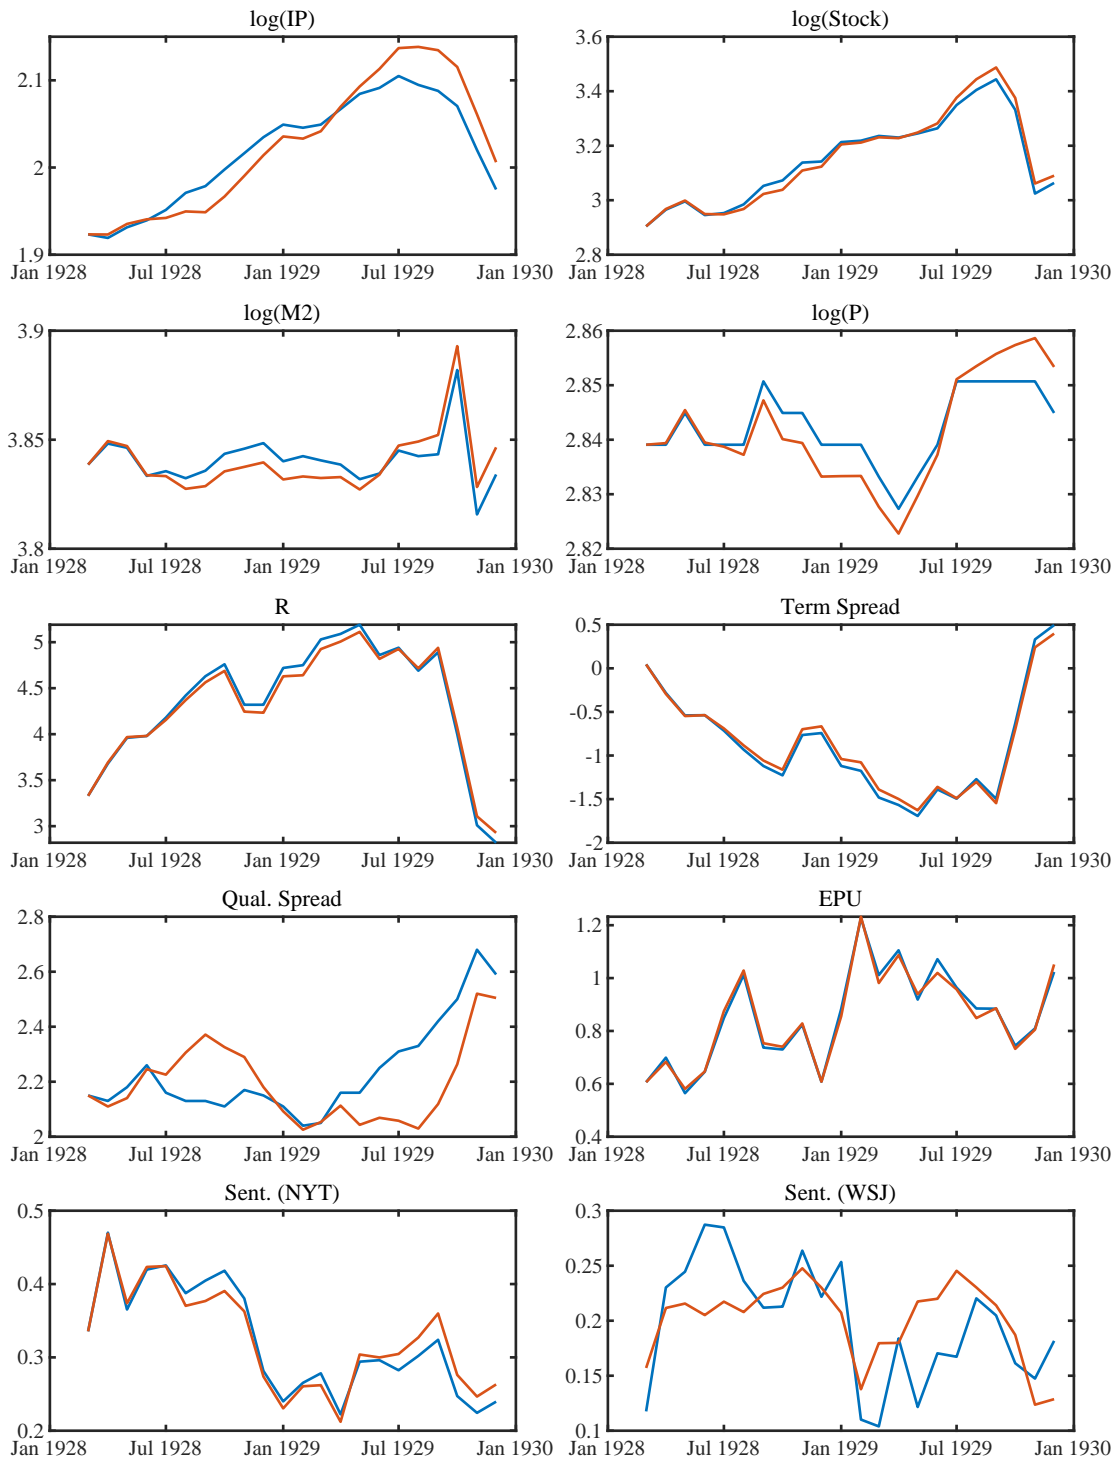 log(IP)
2.1
2
1.9
Jan 1928 Jul 1928 Jan 1929 Jul 1929 Jan 1930
log(Stock)
3.6
3.4
3.2
3
2.8
Jan 1928 Jul 1928 Jan 1929 Jul 1929 Jan 1930
log(M2)
3.9
3.85
3.8
Jan 1928 Jul 1928 Jan 1929 Jul 1929 Jan 1930
log(P)
2.86
2.85
2.84
2.83
2.82
Jan 1928 Jul 1928 Jan 1929 Jul 1929 Jan 1930
R
5
4.5
4
3.5
3
Jan 1928 Jul 1928 Jan 1929 Jul 1929 Jan 1930
Term Spread
0.5
0
-0.5
-1
-1.5
-2
Jan 1928 Jul 1928 Jan 1929 Jul 1929 Jan 1930
Qual. Spread
2.8
2.6
2.4
2.2
2
Jan 1928 Jul 1928 Jan 1929 Jul 1929 Jan 1930
EPU
1.2
1
0.8
0.6
0.4
Jan 1928 Jul 1928 Jan 1929 Jul 1929 Jan 1930
Sent. (NYT)
0.5
0.4
0.3
0.2
Jan 1928 Jul 1928 Jan 1929 Jul 1929 Jan 1930
Sent. (WSJ)
0.3
0.25
0.2
0.15
0.1
Jan 1928 Jul 1928 Jan 1929 Jul 1929 Jan 1930